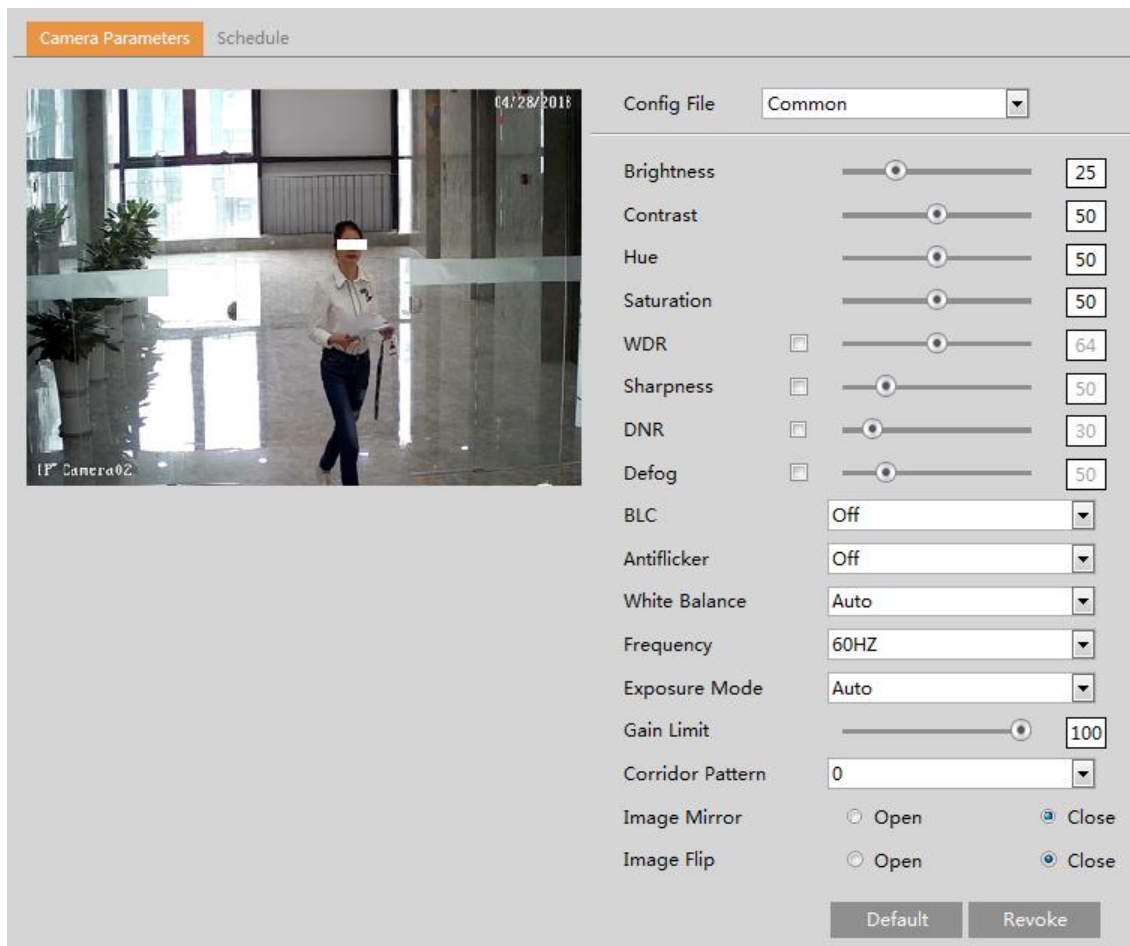 Camera Parameters Schedule
04/28/2018
IP Camera02
Config File Common
Brightness 25
Contrast 50
Hue 50
Saturation 50
WDR 64
Sharpness 50
DNR 30
Defog 50
BLC Off
Antiflicker Off
White Balance Auto
Frequency 60HZ
Exposure Mode Auto
Gain Limit 100
Corridor Pattern 0
Image Mirror Open Close
Image Flip Open Close
Default Revoke